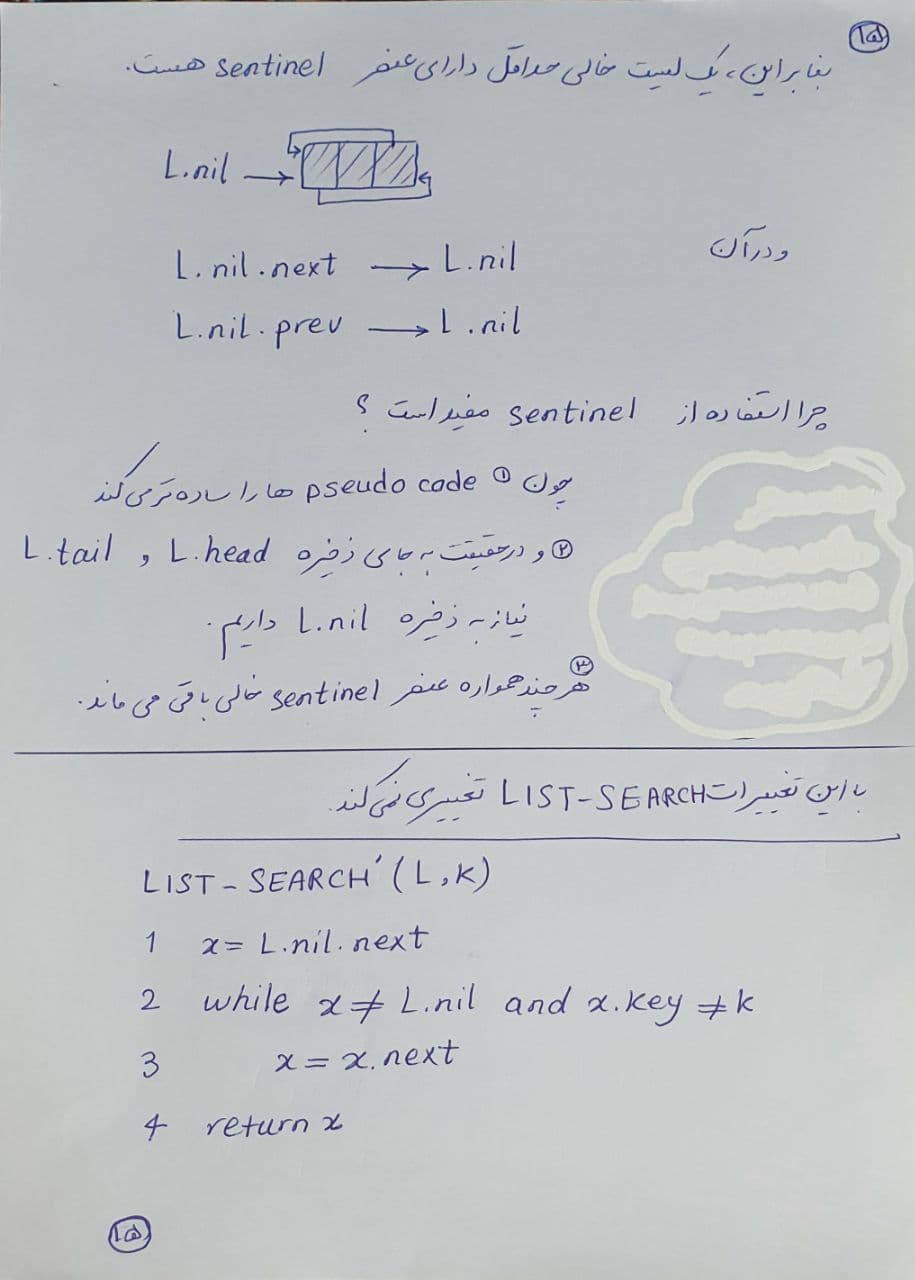 ۱۵
بنابراین، یک لیست خالی حداقل دارای عنصر sentinel هست.
L.nil →
و در آن
L.nil.next → L.nil
L.nil.prev → L.nil
چرا استفاده از sentinel مفید است؟
چون ① pseudo code ها را ساده تر می کند
② و در حقیقت به جای ذخیره L.head و L.tail
نیاز به ذخیره L.nil داریم.
③ هر چند همواره عنصر sentinel خالی باقی می ماند.
با این تغییرات LIST-SEARCH تغییری نمی کند.
LIST-SEARCH′(L,k)
1 x = L.nil.next
2 while x ≠ L.nil and x.key ≠ k
3 x = x.next
4 return x
۱۵